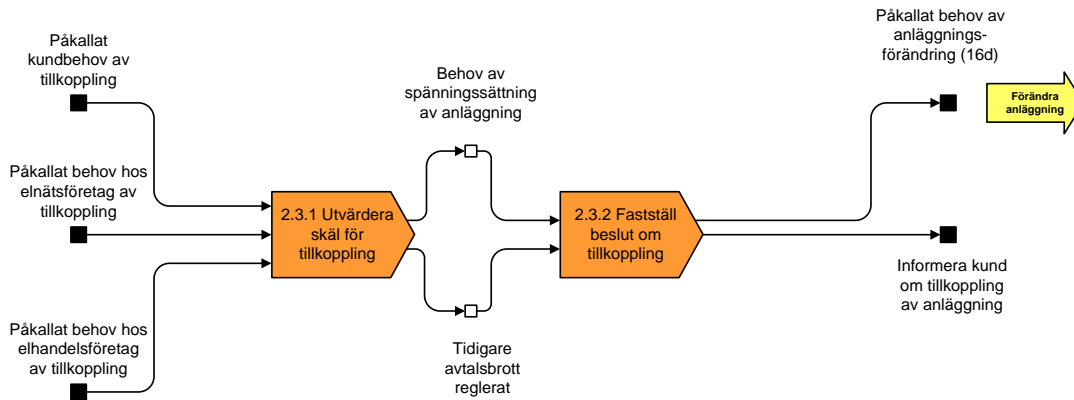 Påkallat
kundbehov av
tillkoppling
Påkallat behov hos
elnätsföretag av
tillkoppling
Påkallat behov hos
elhandelsföretag
av tillkoppling
2.3.1 Utvärdera
skäl för
tillkoppling
Behov av
spänningssättning
av anläggning
Tidigare
avtalsbrott
reglerat
2.3.2 Fastställ
beslut om
tillkoppling
Påkallat behov av
anläggnings-
förändring (16d)
Förändra
anläggning
Informera kund
om tillkoppling
av anläggning